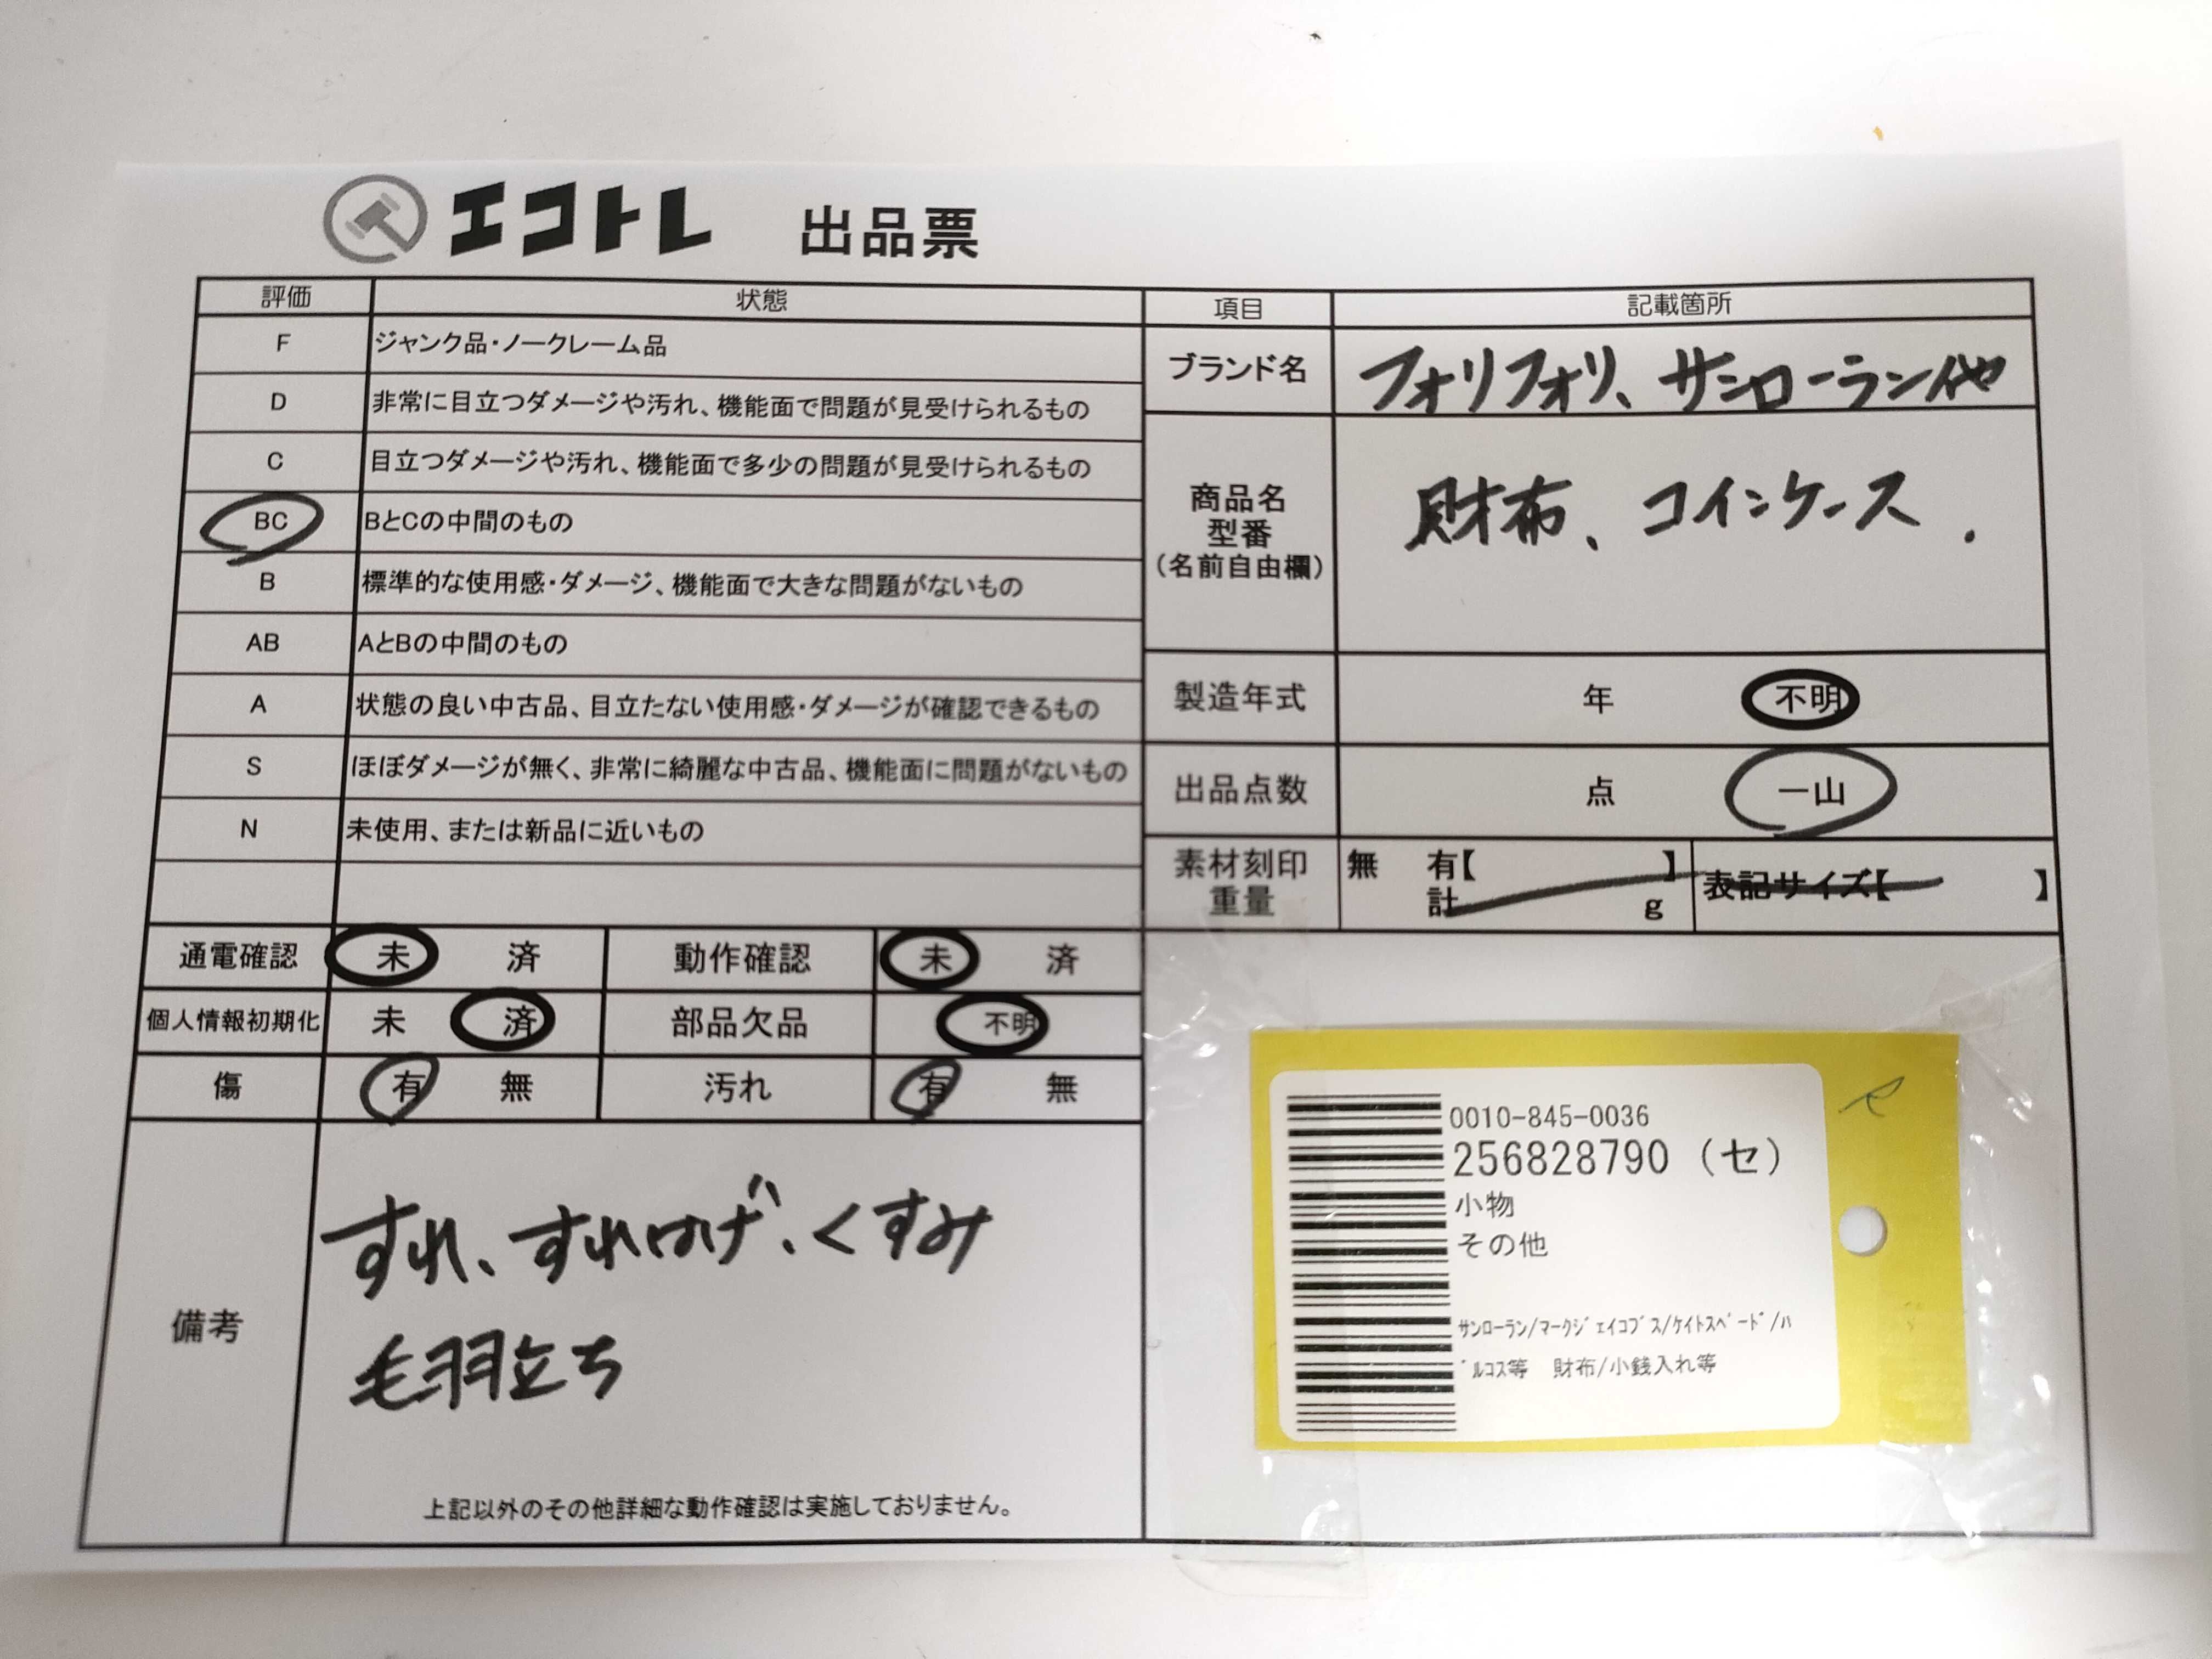 エコトレ 出品票
評価 状態
F ジャンク品・ノークレーム品
D 非常に目立つダメージや汚れ、機能面で問題が見受けられるもの
C 目立つダメージや汚れ、機能面で多少の問題が見受けられるもの
BC BとCの中間のもの
B 標準的な使用感・ダメージ、機能面で大きな問題がないもの
AB AとBの中間のもの
A 状態の良い中古品、目立たない使用感・ダメージが確認できるもの
S ほぼダメージが無く、非常に綺麗な中古品、機能面に問題がないもの
N 未使用、または新品に近いもの
通電確認 未 済 動作確認 未 済
個人情報初期化 未 済 部品欠品 不明
傷 有 無 汚れ 有 無
備考
すれ、すれはげ、くすみ
毛羽立ち
上記以外のその他詳細な動作確認は実施しておりません。
項目 記載箇所
ブランド名 フォリフォリ、サンローラン他
商品名
型番
(名前自由欄)
財布、コインケース.
製造年式 年 不明
出品点数 点 一山
素材刻印
重量
無 有【 】
計 g
表記サイズ【 】
0010-845-0036
256828790 (セ)
小物
その他
ｻﾝﾛｰﾗﾝ/ﾏｰｸｼﾞｪｲｺﾌﾞｽ/ｹｲﾄｽﾍﾟｰﾄﾞ/ﾊ
ﾞﾙｺｽ等 財布/小銭入れ等